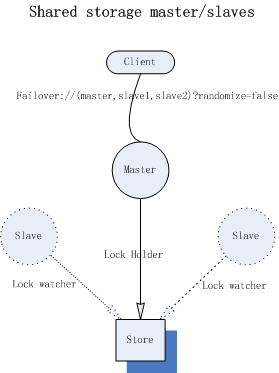 Shared storage master/slaves
Client
Failover://(master,slave1,slave2)?randomize=false
Master
Slave
Slave
Lock Holder
Lock watcher
Lock watcher
Store